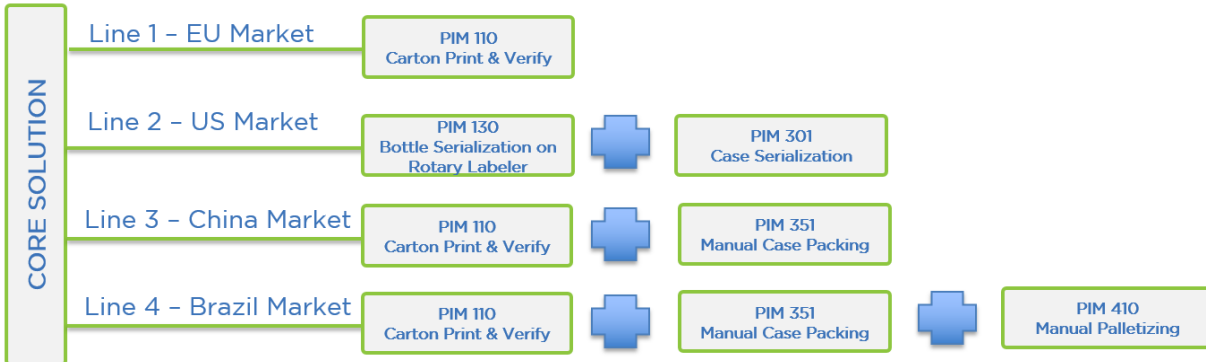 CORE SOLUTION
Line 1 – EU Market
PIM 110
Carton Print & Verify
Line 2 – US Market
PIM 130
Bottle Serialization on
Rotary Labeler
PIM 301
Case Serialization
Line 3 – China Market
PIM 110
Carton Print & Verify
PIM 351
Manual Case Packing
Line 4 – Brazil Market
PIM 110
Carton Print & Verify
PIM 351
Manual Case Packing
PIM 410
Manual Palletizing